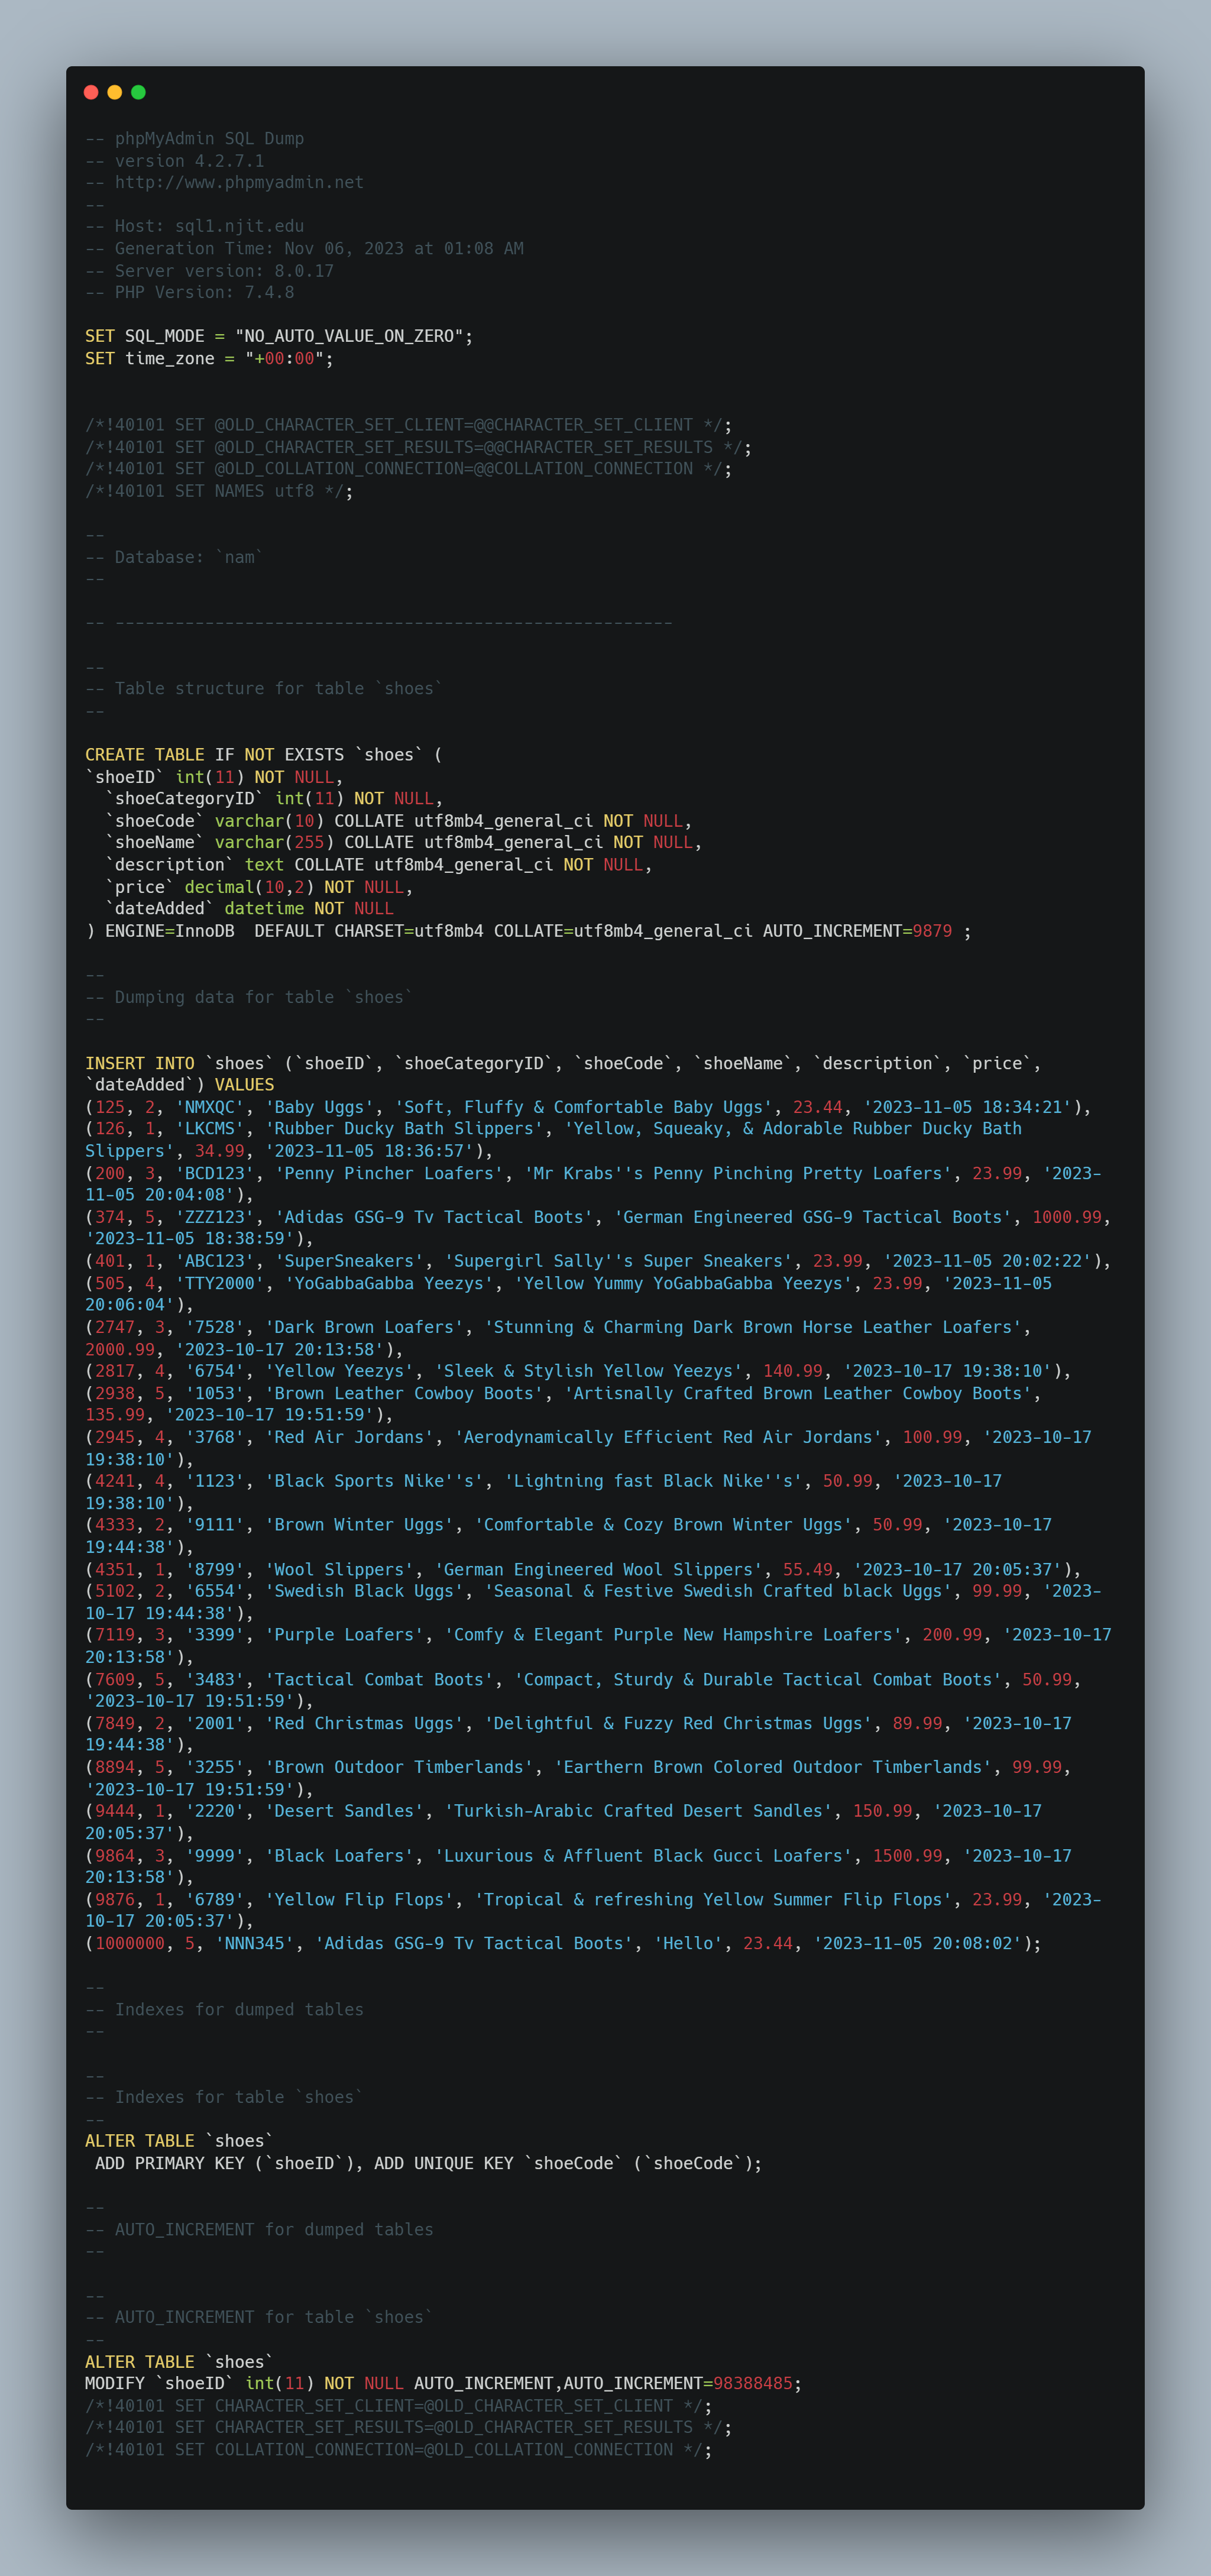 -- phpMyAdmin SQL Dump
-- version 4.2.7.1
-- http://www.phpmyadmin.net
--
-- Host: sql1.njit.edu
-- Generation Time: Nov 06, 2023 at 01:08 AM
-- Server version: 8.0.17
-- PHP Version: 7.4.8

SET SQL_MODE = "NO_AUTO_VALUE_ON_ZERO";
SET time_zone = "+00:00";


/*!40101 SET @OLD_CHARACTER_SET_CLIENT=@@CHARACTER_SET_CLIENT */;
/*!40101 SET @OLD_CHARACTER_SET_RESULTS=@@CHARACTER_SET_RESULTS */;
/*!40101 SET @OLD_COLLATION_CONNECTION=@@COLLATION_CONNECTION */;
/*!40101 SET NAMES utf8 */;

--
-- Database: `nam`
--

-- --------------------------------------------------------

--
-- Table structure for table `shoes`
--

CREATE TABLE IF NOT EXISTS `shoes` (
`shoeID` int(11) NOT NULL,
  `shoeCategoryID` int(11) NOT NULL,
  `shoeCode` varchar(10) COLLATE utf8mb4_general_ci NOT NULL,
  `shoeName` varchar(255) COLLATE utf8mb4_general_ci NOT NULL,
  `description` text COLLATE utf8mb4_general_ci NOT NULL,
  `price` decimal(10,2) NOT NULL,
  `dateAdded` datetime NOT NULL
) ENGINE=InnoDB  DEFAULT CHARSET=utf8mb4 COLLATE=utf8mb4_general_ci AUTO_INCREMENT=9879 ;

--
-- Dumping data for table `shoes`
--

INSERT INTO `shoes` (`shoeID`, `shoeCategoryID`, `shoeCode`, `shoeName`, `description`, `price`,
`dateAdded`) VALUES
(125, 2, 'NMXQC', 'Baby Uggs', 'Soft, Fluffy & Comfortable Baby Uggs', 23.44, '2023-11-05 18:34:21'),
(126, 1, 'LKCMS', 'Rubber Ducky Bath Slippers', 'Yellow, Squeaky, & Adorable Rubber Ducky Bath
Slippers', 34.99, '2023-11-05 18:36:57'),
(200, 3, 'BCD123', 'Penny Pincher Loafers', 'Mr Krabs''s Penny Pinching Pretty Loafers', 23.99, '2023-
11-05 20:04:08'),
(374, 5, 'ZZZ123', 'Adidas GSG-9 Tv Tactical Boots', 'German Engineered GSG-9 Tactical Boots', 1000.99,
'2023-11-05 18:38:59'),
(401, 1, 'ABC123', 'SuperSneakers', 'Supergirl Sally''s Super Sneakers', 23.99, '2023-11-05 20:02:22'),
(505, 4, 'TTY2000', 'YoGabbaGabba Yeezys', 'Yellow Yummy YoGabbaGabba Yeezys', 23.99, '2023-11-05
20:06:04'),
(2747, 3, '7528', 'Dark Brown Loafers', 'Stunning & Charming Dark Brown Horse Leather Loafers',
2000.99, '2023-10-17 20:13:58'),
(2817, 4, '6754', 'Yellow Yeezys', 'Sleek & Stylish Yellow Yeezys', 140.99, '2023-10-17 19:38:10'),
(2938, 5, '1053', 'Brown Leather Cowboy Boots', 'Artisnally Crafted Brown Leather Cowboy Boots',
135.99, '2023-10-17 19:51:59'),
(2945, 4, '3768', 'Red Air Jordans', 'Aerodynamically Efficient Red Air Jordans', 100.99, '2023-10-17
19:38:10'),
(4241, 4, '1123', 'Black Sports Nike''s', 'Lightning fast Black Nike''s', 50.99, '2023-10-17
19:38:10'),
(4333, 2, '9111', 'Brown Winter Uggs', 'Comfortable & Cozy Brown Winter Uggs', 50.99, '2023-10-17
19:44:38'),
(4351, 1, '8799', 'Wool Slippers', 'German Engineered Wool Slippers', 55.49, '2023-10-17 20:05:37'),
(5102, 2, '6554', 'Swedish Black Uggs', 'Seasonal & Festive Swedish Crafted black Uggs', 99.99, '2023-
10-17 19:44:38'),
(7119, 3, '3399', 'Purple Loafers', 'Comfy & Elegant Purple New Hampshire Loafers', 200.99, '2023-10-17
20:13:58'),
(7609, 5, '3483', 'Tactical Combat Boots', 'Compact, Sturdy & Durable Tactical Combat Boots', 50.99,
'2023-10-17 19:51:59'),
(7849, 2, '2001', 'Red Christmas Uggs', 'Delightful & Fuzzy Red Christmas Uggs', 89.99, '2023-10-17
19:44:38'),
(8894, 5, '3255', 'Brown Outdoor Timberlands', 'Earthern Brown Colored Outdoor Timberlands', 99.99,
'2023-10-17 19:51:59'),
(9444, 1, '2220', 'Desert Sandles', 'Turkish-Arabic Crafted Desert Sandles', 150.99, '2023-10-17
20:05:37'),
(9864, 3, '9999', 'Black Loafers', 'Luxurious & Affluent Black Gucci Loafers', 1500.99, '2023-10-17
20:13:58'),
(9876, 1, '6789', 'Yellow Flip Flops', 'Tropical & refreshing Yellow Summer Flip Flops', 23.99, '2023-
10-17 20:05:37'),
(1000000, 5, 'NNN345', 'Adidas GSG-9 Tv Tactical Boots', 'Hello', 23.44, '2023-11-05 20:08:02');

--
-- Indexes for dumped tables
--

--
-- Indexes for table `shoes`
--
ALTER TABLE `shoes`
 ADD PRIMARY KEY (`shoeID`), ADD UNIQUE KEY `shoeCode` (`shoeCode`);

--
-- AUTO_INCREMENT for dumped tables
--

--
-- AUTO_INCREMENT for table `shoes`
--
ALTER TABLE `shoes`
MODIFY `shoeID` int(11) NOT NULL AUTO_INCREMENT,AUTO_INCREMENT=98388485;
/*!40101 SET CHARACTER_SET_CLIENT=@OLD_CHARACTER_SET_CLIENT */;
/*!40101 SET CHARACTER_SET_RESULTS=@OLD_CHARACTER_SET_RESULTS */;
/*!40101 SET COLLATION_CONNECTION=@OLD_COLLATION_CONNECTION */;